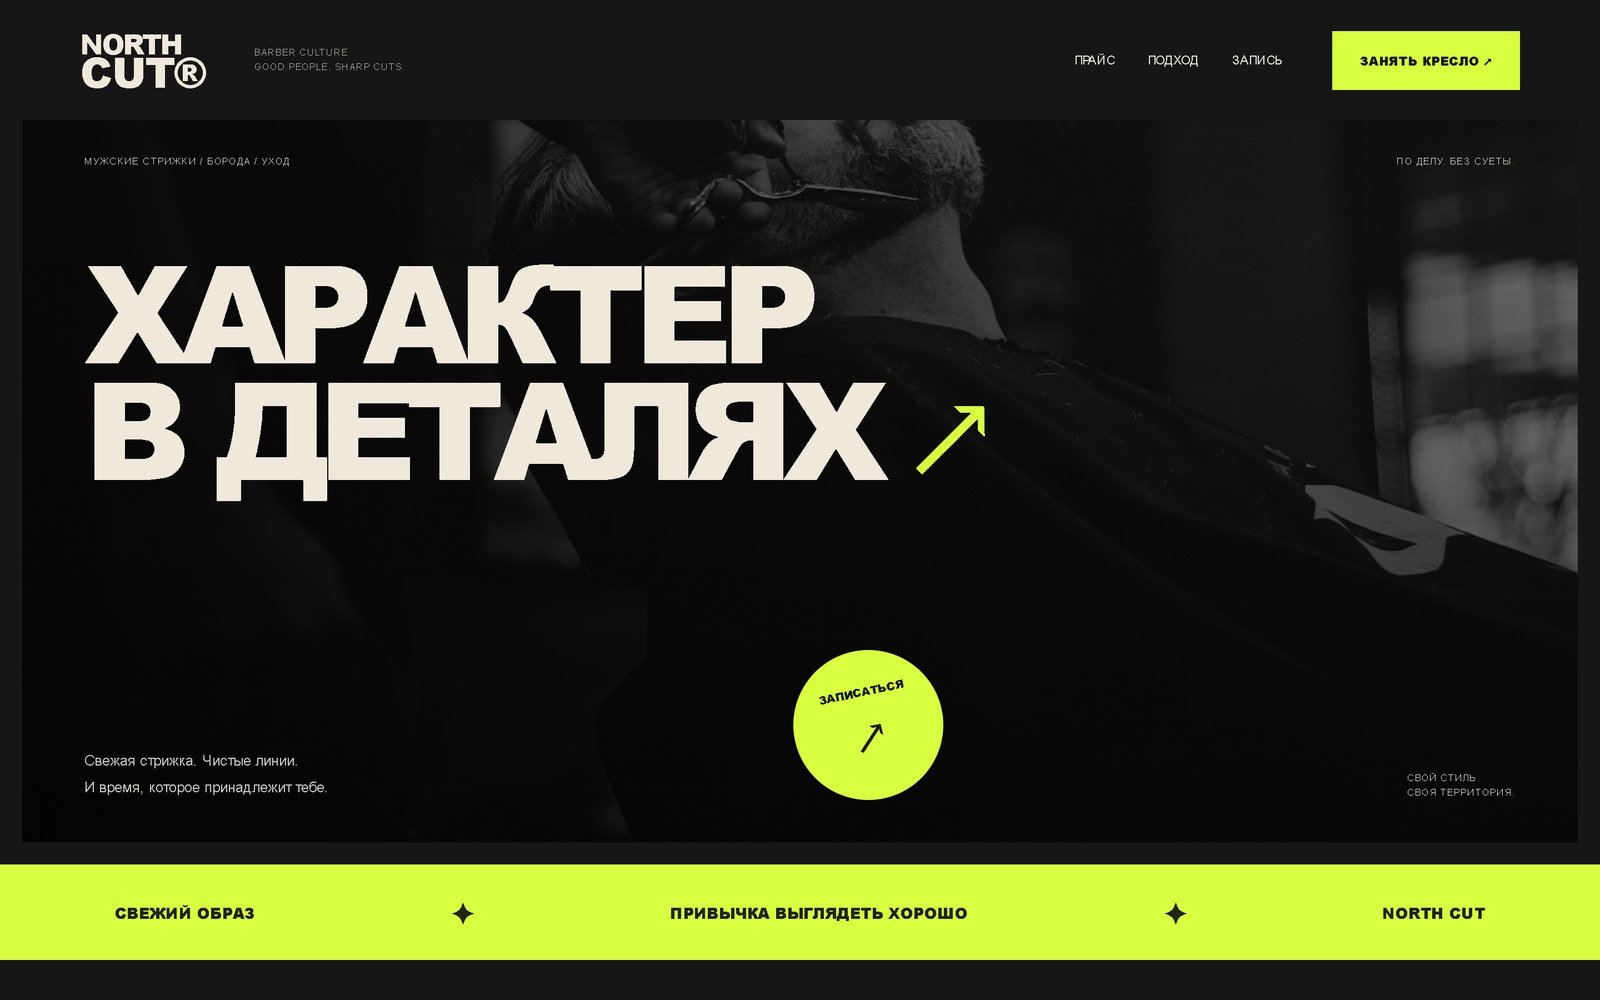 NORTH
CUT®
BARBER CULTURE
GOOD PEOPLE. SHARP CUTS.
ПРАЙС
ПОДХОД
ЗАПИСЬ
ЗАНЯТЬ КРЕСЛО ↗
МУЖСКИЕ СТРИЖКИ / БОРОДА / УХОД
ПО ДЕЛУ. БЕЗ СУЕТЫ.
ХАРАКТЕР
В ДЕТАЛЯХ ↗
ЗАПИСАТЬСЯ
↗
Свежая стрижка. Чистые линии.
И время, которое принадлежит тебе.
СВОЙ СТИЛЬ.
СВОЯ ТЕРРИТОРИЯ.
СВЕЖИЙ ОБРАЗ ✦ ПРИВЫЧКА ВЫГЛЯДЕТЬ ХОРОШО ✦ NORTH CUT